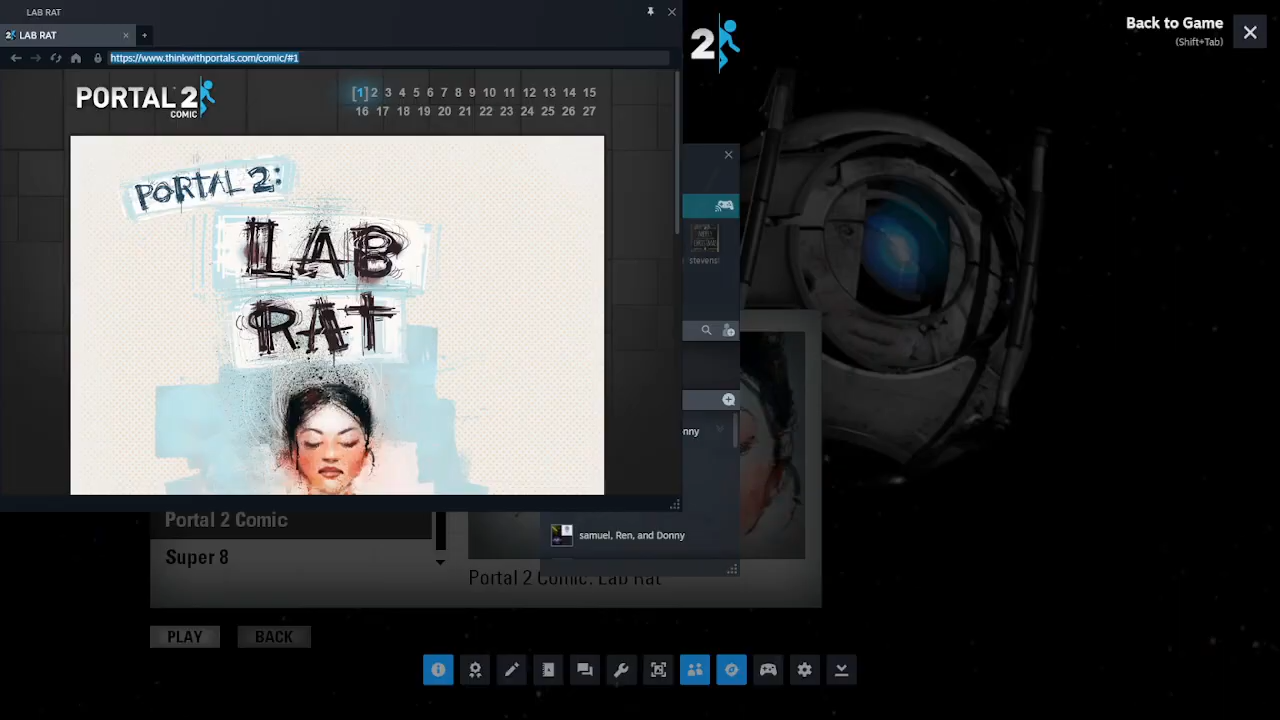 LAB RAT
LAB RAT
https://www.thinkwithportals.com/comic/#1
PORTAL 2
COMIC
[1] 2 3 4 5 6 7 8 9 10 11 12 13 14 15
16 17 18 19 20 21 22 23 24 25 26 27
PORTAL 2:
LAB
RAT
2
Back to Game
(Shift+Tab)
stevens!
nny
samuel, Ren, and Donny
Portal 2 Comic
Super 8
Portal 2 Comic: Lab Rat
PLAY
BACK